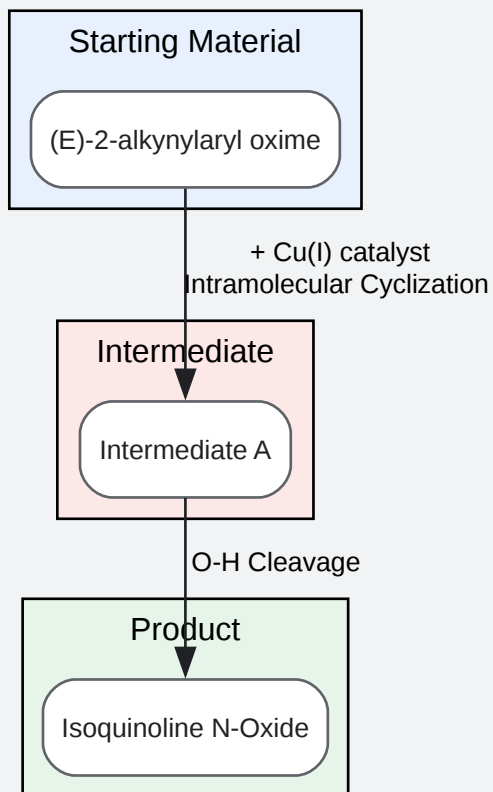 Starting Material
(E)-2-alkynylaryl oxime
+ Cu(I) catalyst
Intramolecular Cyclization
Intermediate
Intermediate A
O-H Cleavage
Product
Isoquinoline N-Oxide